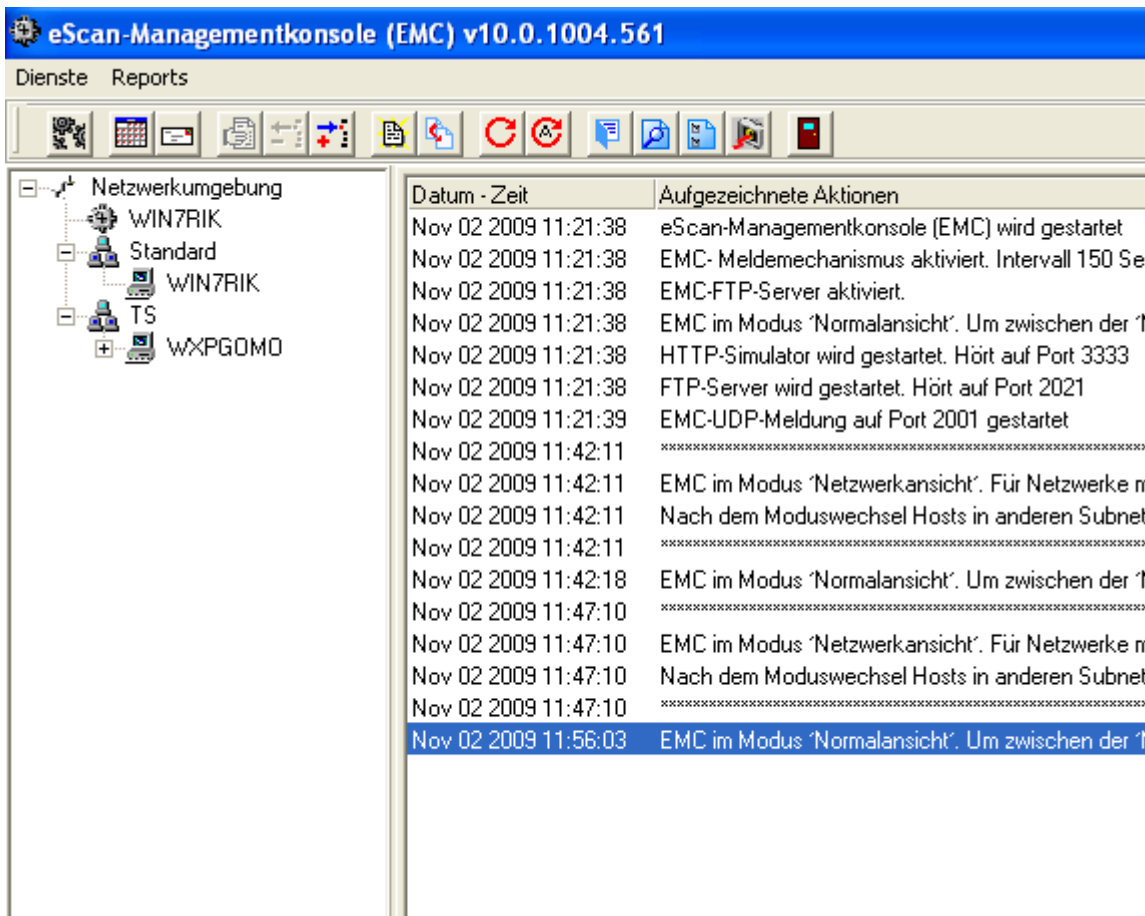 eScan-Managementkonsole (EMC) v10.0.1004.561
Dienste Reports
Netzwerkumgebung
WIN7RIK
Standard
WIN7RIK
TS
WXPGOMO
Datum - Zeit Aufgezeichnete Aktionen
Nov 02 2009 11:21:38 eScan-Managementkonsole (EMC) wird gestartet
Nov 02 2009 11:21:38 EMC- Meldemechanismus aktiviert. Intervall 150 Se
Nov 02 2009 11:21:38 EMC-FTP-Server aktiviert.
Nov 02 2009 11:21:38 EMC im Modus ´Normalansicht´. Um zwischen der ´N
Nov 02 2009 11:21:38 HTTP-Simulator wird gestartet. Hört auf Port 3333
Nov 02 2009 11:21:38 FTP-Server wird gestartet. Hört auf Port 2021
Nov 02 2009 11:21:39 EMC-UDP-Meldung auf Port 2001 gestartet
Nov 02 2009 11:42:11 ************************************************************
Nov 02 2009 11:42:11 EMC im Modus ´Netzwerkansicht´. Für Netzwerke m
Nov 02 2009 11:42:11 Nach dem Moduswechsel Hosts in anderen Subnet
Nov 02 2009 11:42:11 ************************************************************
Nov 02 2009 11:42:18 EMC im Modus ´Normalansicht´. Um zwischen der ´N
Nov 02 2009 11:47:10 ************************************************************
Nov 02 2009 11:47:10 EMC im Modus ´Netzwerkansicht´. Für Netzwerke m
Nov 02 2009 11:47:10 Nach dem Moduswechsel Hosts in anderen Subnet
Nov 02 2009 11:47:10 ************************************************************
Nov 02 2009 11:56:03 EMC im Modus ´Normalansicht´. Um zwischen der ´N